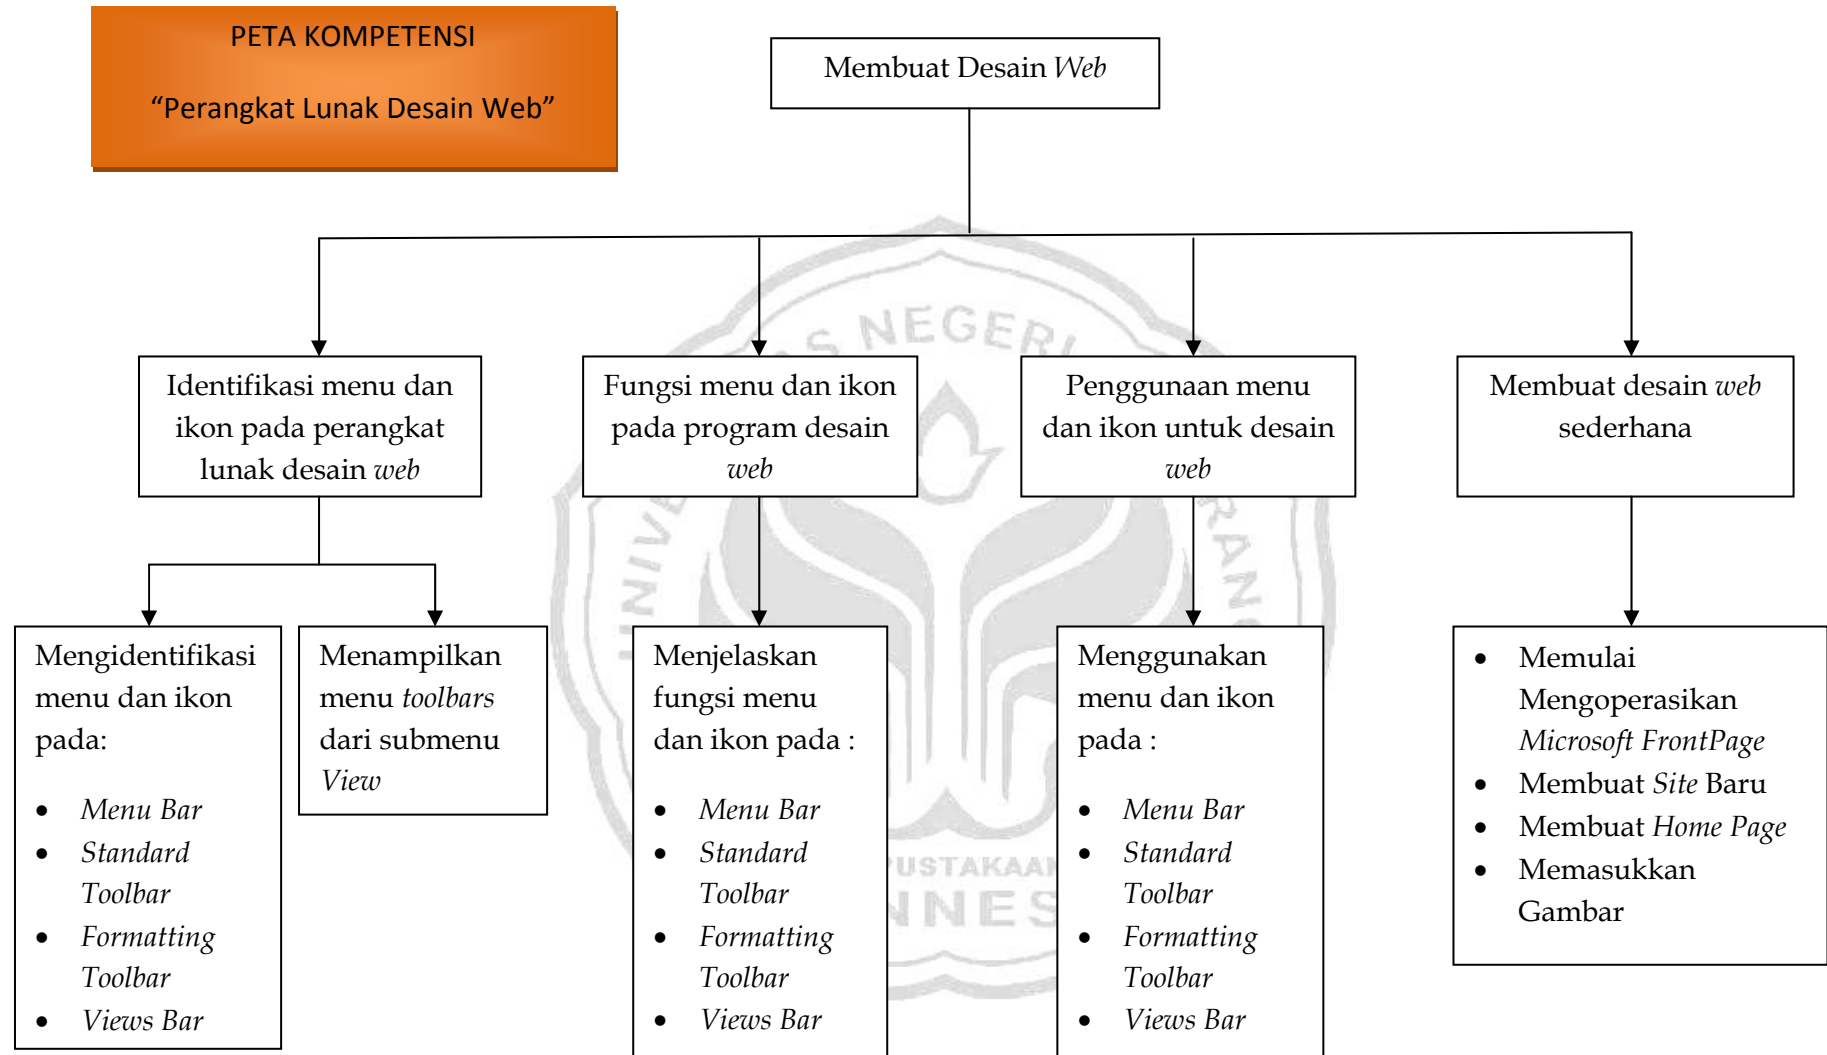 PETA KOMPETENSI
“Perangkat Lunak Desain Web”
Membuat Desain Web
Identifikasi menu dan
ikon pada perangkat
lunak desain web
Fungsi menu dan ikon
pada program desain
web
Penggunaan menu
dan ikon untuk desain
web
Membuat desain web
sederhana
Mengidentifikasi
menu dan ikon
pada:
• Menu Bar
• Standard
Toolbar
• Formatting
Toolbar
• Views Bar
Menampilkan
menu toolbars
dari submenu
View
Menjelaskan
fungsi menu
dan ikon pada :
• Menu Bar
• Standard
Toolbar
• Formatting
Toolbar
• Views Bar
Menggunakan
menu dan ikon
pada :
• Menu Bar
• Standard
Toolbar
• Formatting
Toolbar
• Views Bar
• Memulai
Mengoperasikan
Microsoft FrontPage
• Membuat Site Baru
• Membuat Home Page
• Memasukkan
Gambar
NEGERI